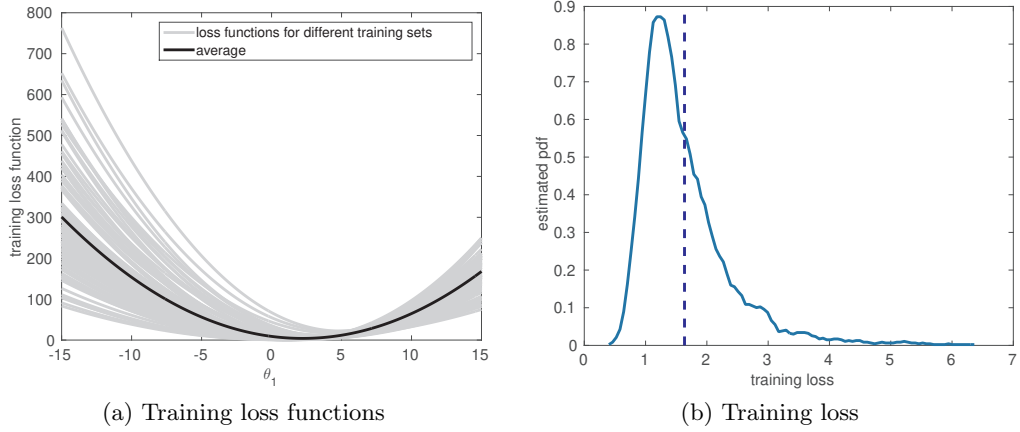 800
700
600
500
400
300
200
100
0
training loss function
loss functions for different training sets
average
-15 -10 -5 0 5 10 15
θ1
(a) Training loss functions
0.9
0.8
0.7
0.6
0.5
0.4
0.3
0.2
0.1
0
estimated pdf
0 1 2 3 4 5 6 7
training loss
(b) Training loss